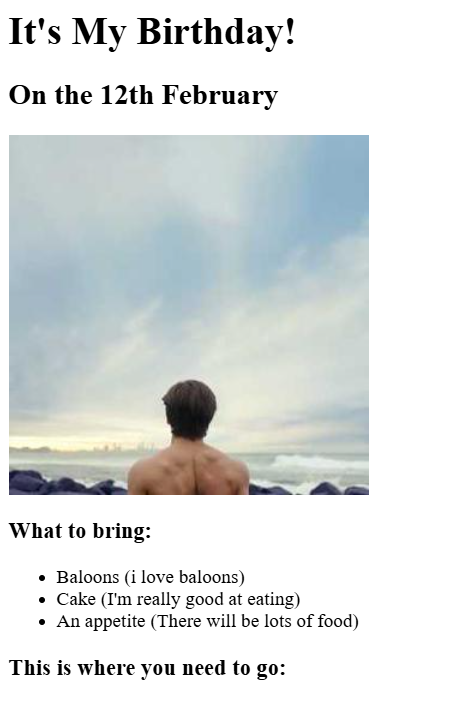 It's My Birthday!
On the 12th February
What to bring:
Baloons (i love baloons)
Cake (I'm really good at eating)
An appetite (There will be lots of food)
This is where you need to go: